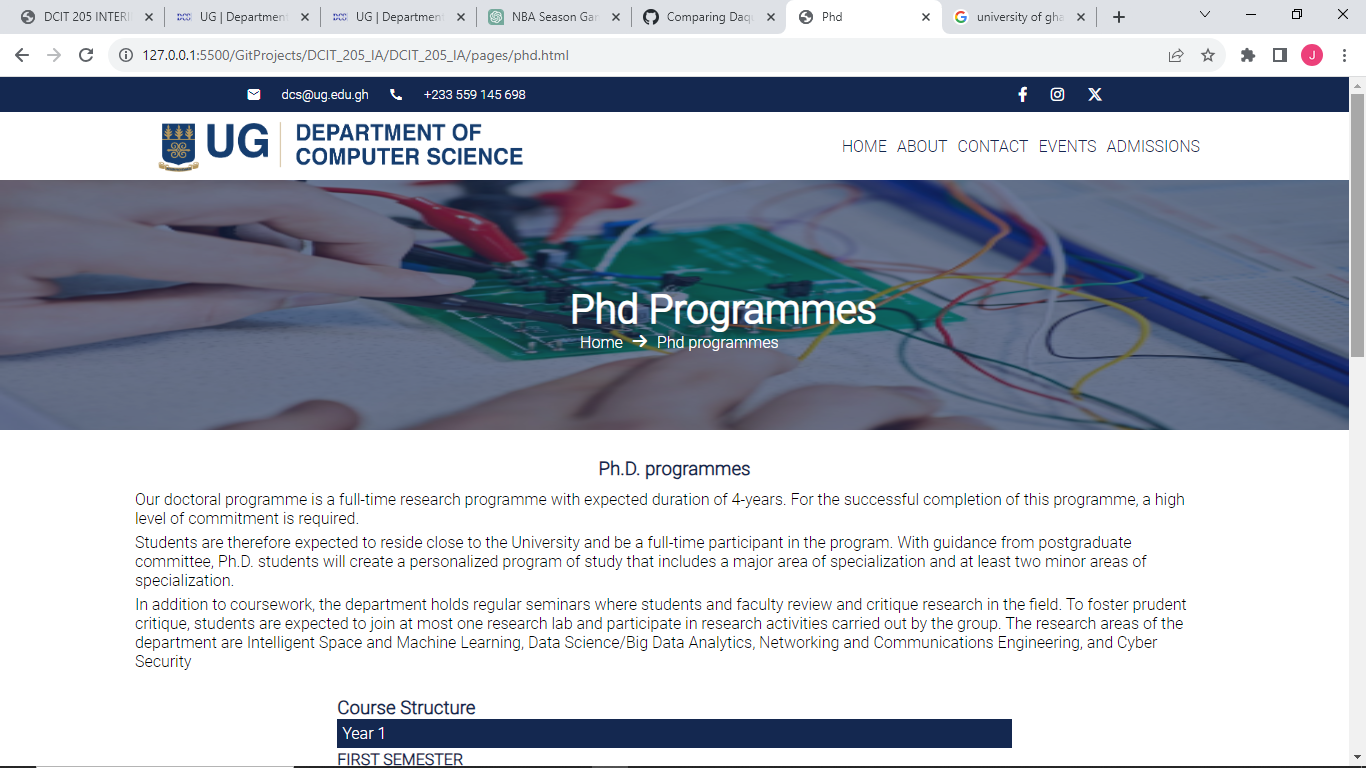 DCIT 205 INTERI
UG | Department
UG | Department
NBA Season Gar
Comparing Daqu
Phd
university of gha
127.0.0.1:5500/GitProjects/DCIT_205_IA/DCIT_205_IA/pages/phd.html
J
dcs@ug.edu.gh
+233 559 145 698
UG
DEPARTMENT OF
COMPUTER SCIENCE
HOME ABOUT CONTACT EVENTS ADMISSIONS
Phd Programmes
Home → Phd programmes
Ph.D. programmes
Our doctoral programme is a full-time research programme with expected duration of 4-years. For the successful completion of this programme, a high
level of commitment is required.
Students are therefore expected to reside close to the University and be a full-time participant in the program. With guidance from postgraduate
committee, Ph.D. students will create a personalized program of study that includes a major area of specialization and at least two minor areas of
specialization.
In addition to coursework, the department holds regular seminars where students and faculty review and critique research in the field. To foster prudent
critique, students are expected to join at most one research lab and participate in research activities carried out by the group. The research areas of the
department are Intelligent Space and Machine Learning, Data Science/Big Data Analytics, Networking and Communications Engineering, and Cyber
Security
Course Structure
Year 1
FIRST SEMESTER